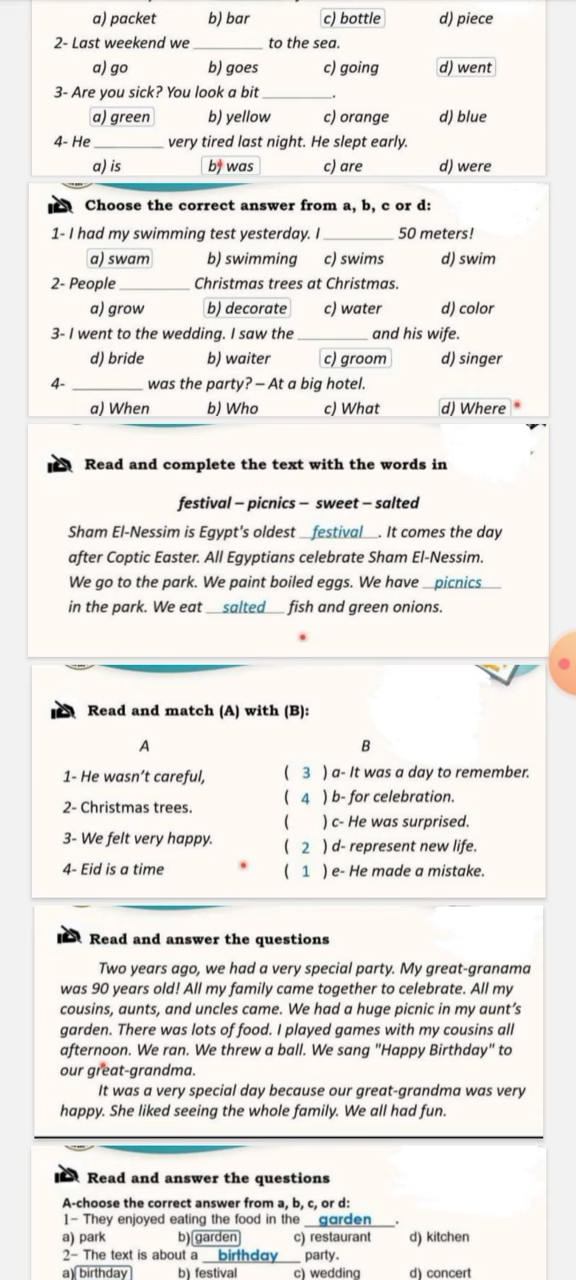 a) packet b) bar c) bottle d) piece
2- Last weekend we ________ to the sea.
a) go b) goes c) going d) went
3- Are you sick? You look a bit ________.
a) green b) yellow c) orange d) blue
4- He ________ very tired last night. He slept early.
a) is b) was c) are d) were
Choose the correct answer from a, b, c or d:
1- I had my swimming test yesterday. I ________ 50 meters!
a) swam b) swimming c) swims d) swim
2- People ________ Christmas trees at Christmas.
a) grow b) decorate c) water d) color
3- I went to the wedding. I saw the ________ and his wife.
d) bride b) waiter c) groom d) singer
4- ________ was the party? – At a big hotel.
a) When b) Who c) What d) Where
Read and complete the text with the words in
festival – picnics – sweet – salted
Sham El-Nessim is Egypt's oldest festival. It comes the day
after Coptic Easter. All Egyptians celebrate Sham El-Nessim.
We go to the park. We paint boiled eggs. We have picnics
in the park. We eat salted fish and green onions.
Read and match (A) with (B):
A B
1- He wasn't careful, ( 3 ) a- It was a day to remember.
2- Christmas trees. ( 4 ) b- for celebration.
3- We felt very happy. ( ) c- He was surprised.
4- Eid is a time ( 2 ) d- represent new life.
( 1 ) e- He made a mistake.
Read and answer the questions
Two years ago, we had a very special party. My great-granama
was 90 years old! All my family came together to celebrate. All my
cousins, aunts, and uncles came. We had a huge picnic in my aunt's
garden. There was lots of food. I played games with my cousins all
afternoon. We ran. We threw a ball. We sang "Happy Birthday" to
our great-grandma.
It was a very special day because our great-grandma was very
happy. She liked seeing the whole family. We all had fun.
Read and answer the questions
A-choose the correct answer from a, b, c, or d:
1– They enjoyed eating the food in the garden.
a) park b) garden c) restaurant d) kitchen
2– The text is about a birthday party.
a) birthday b) festival c) wedding d) concert